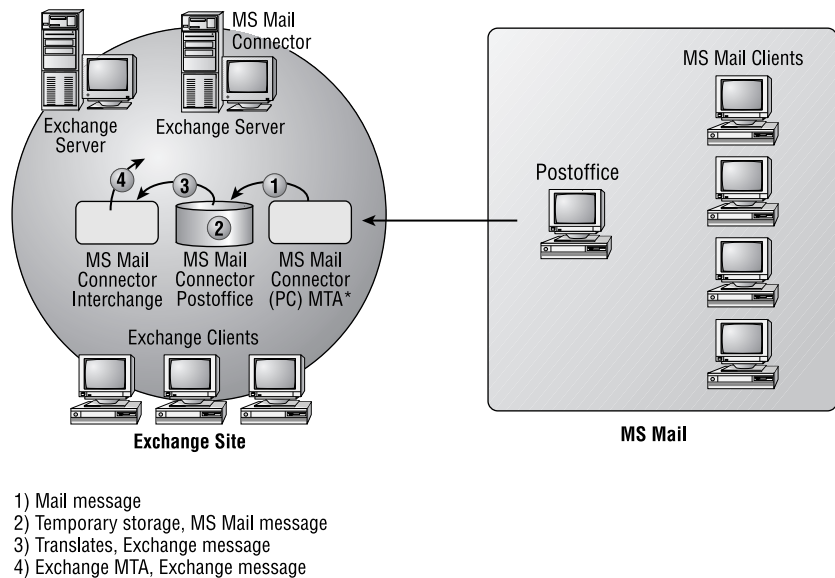 MS Mail
Connector
Exchange
Server
Exchange Server
4
3
1
2
MS Mail
Connector
Interchange
MS Mail
Connector
Postoffice
MS Mail
Connector
(PC) MTA*
Exchange Clients
Exchange Site
MS Mail Clients
Postoffice
MS Mail
1) Mail message
2) Temporary storage, MS Mail message
3) Translates, Exchange message
4) Exchange MTA, Exchange message